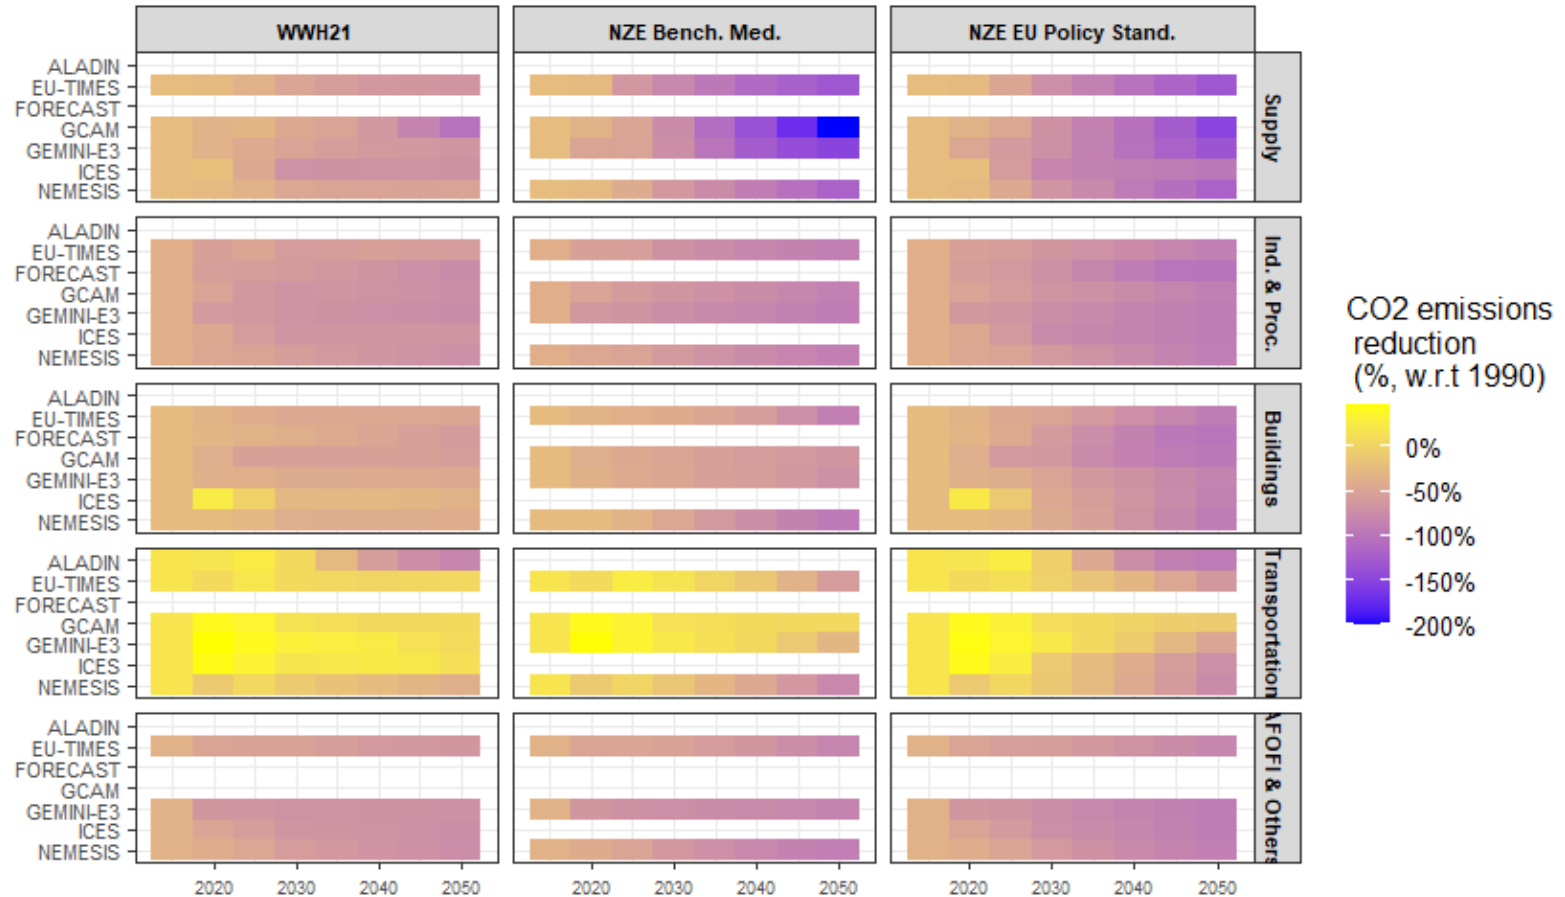 WWH21
NZE Bench. Med.
NZE EU Policy Stand.
ALADIN
EU-TIMES
FORECAST
GCAM
GEMINI-E3
ICES
NEMESIS
Supply
ALADIN
EU-TIMES
FORECAST
GCAM
GEMINI-E3
ICES
NEMESIS
Ind. & Proc.
ALADIN
EU-TIMES
FORECAST
GCAM
GEMINI-E3
ICES
NEMESIS
Buildings
ALADIN
EU-TIMES
FORECAST
GCAM
GEMINI-E3
ICES
NEMESIS
Transportation
ALADIN
EU-TIMES
FORECAST
GCAM
GEMINI-E3
ICES
NEMESIS
AFOFI & Others
2020 2030 2040 2050
2020 2030 2040 2050
2020 2030 2040 2050
CO2 emissions
reduction
(%, w.r.t 1990)
0%
-50%
-100%
-150%
-200%